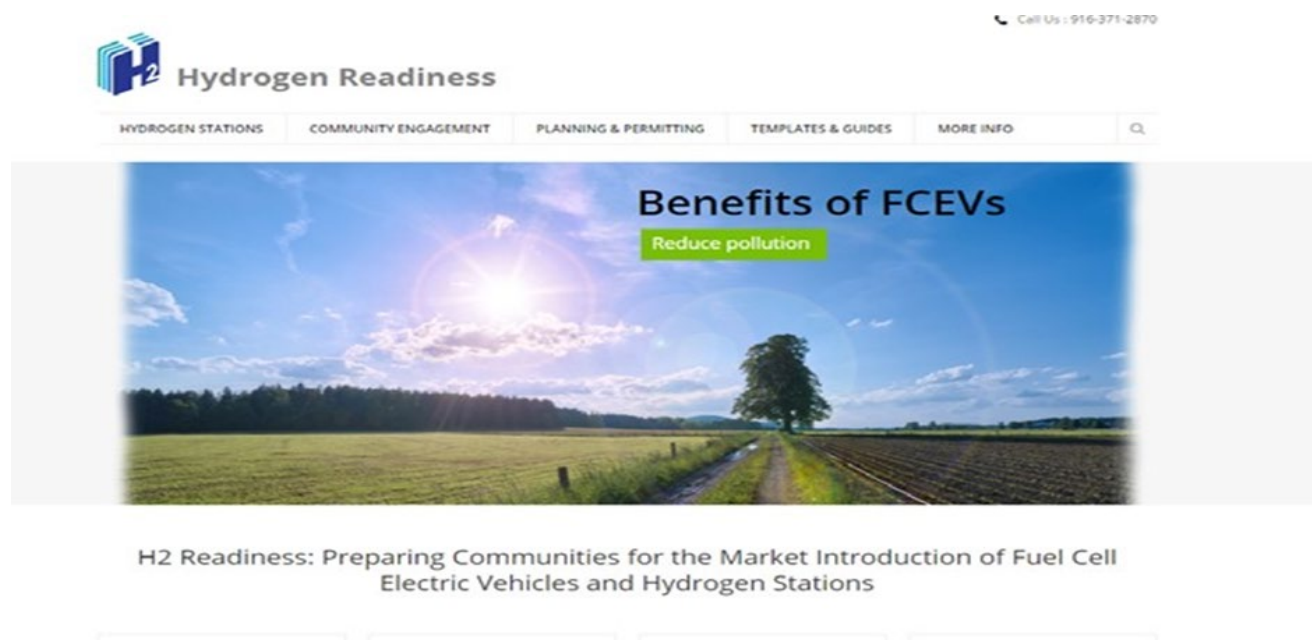 Call Us : 916-371-2870
H2
Hydrogen Readiness
HYDROGEN STATIONS COMMUNITY ENGAGEMENT PLANNING & PERMITTING TEMPLATES & GUIDES MORE INFO
Benefits of FCEVs
Reduce pollution
H2 Readiness: Preparing Communities for the Market Introduction of Fuel Cell
Electric Vehicles and Hydrogen Stations